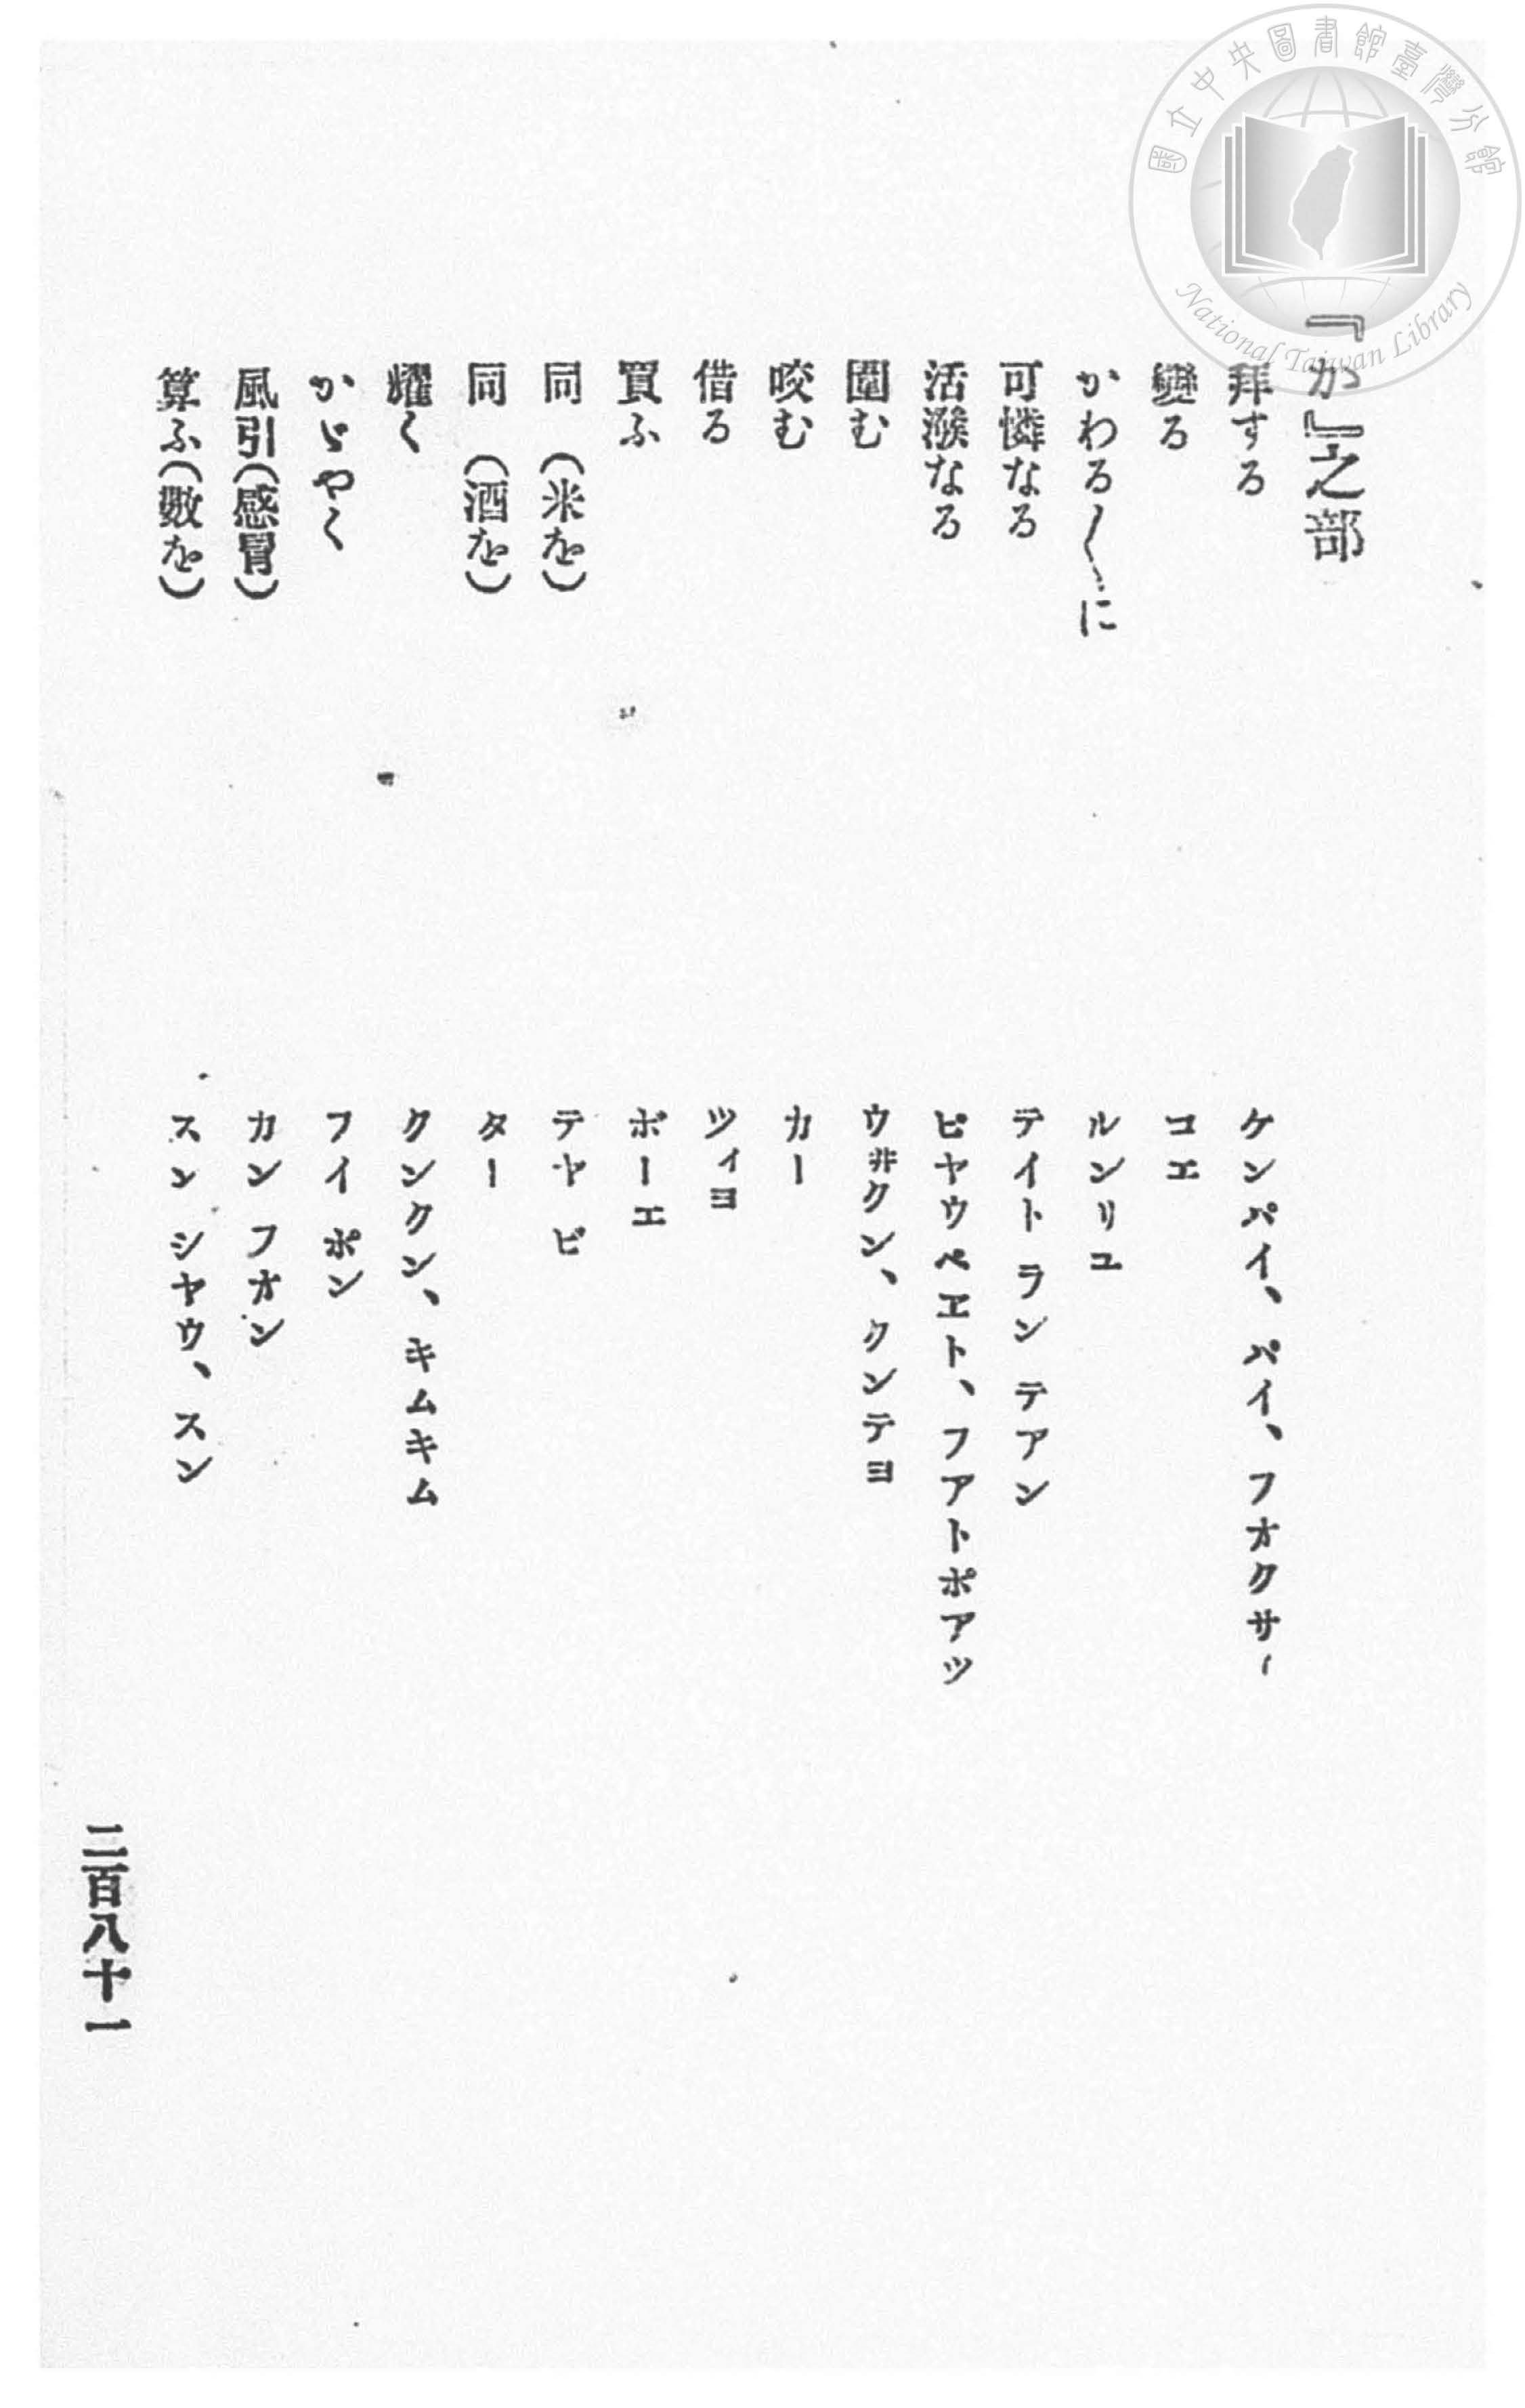 國立中央圖書館臺灣分館
National Taiwan Library
『か』之部
拜する　ケンパイ、パイ、フオクサー
變る　コエ
かわる〲に　ルンリユ
可憐なる　テイトランテアン
活潑なる　ピヤウペエト、フアトポアツ
圍む　ウ井クン、クンテヨ
咬む　カー
借る　ツィヨ
買ふ　ボーエ
同　（米を）　テヤビ
同　（酒を）　ター
耀く　クンクン、キムキム
かゞやく　フイポン
風引（感冒）　カンフオン
算ふ（數を）　スンシヤウ、スン
二百八十一